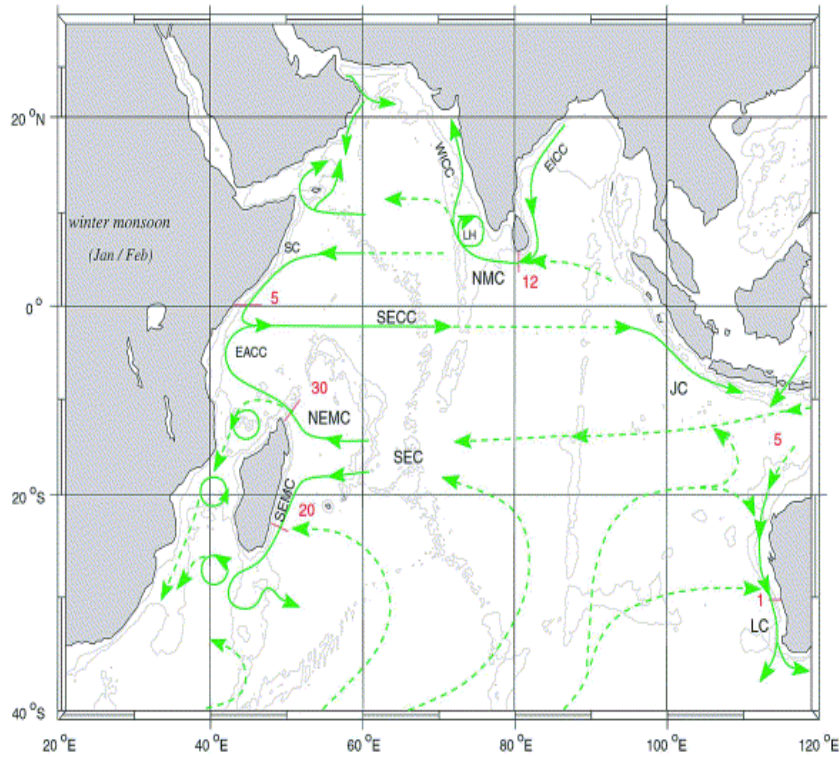 20 °N
WICC
EICC
winter monsoon
(Jan / Feb)
SC
LH
NMC
12
0°
5
SECC
EACC
JC
30
NEMC
SEC
5
20 °S
SEMC
20
1
LC
40 °S
20 °E
40 °E
60 °E
80 °E
100 °E
120 °E